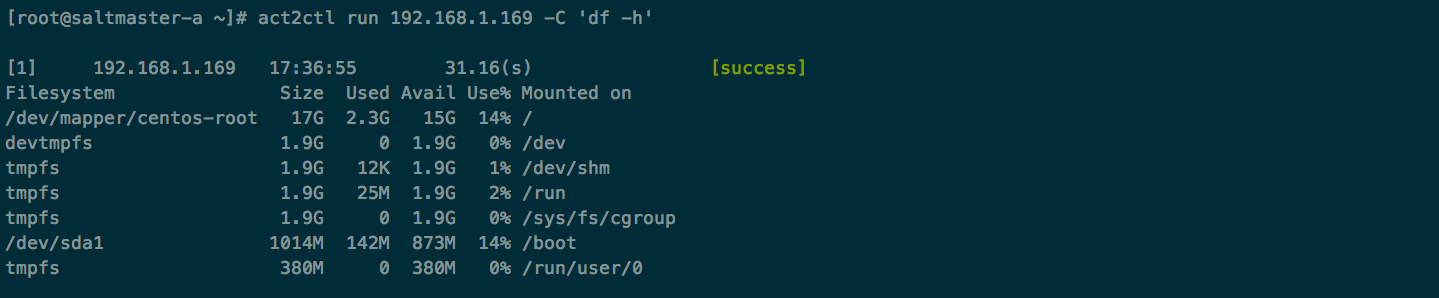 [root@saltmaster-a ~]# act2ctl run 192.168.1.169 -C 'df -h'
[1]     192.168.1.169   17:36:55        31.16(s)                [success]
Filesystem               Size  Used Avail Use% Mounted on
/dev/mapper/centos-root   17G  2.3G   15G  14% /
devtmpfs                 1.9G     0  1.9G   0% /dev
tmpfs                    1.9G   12K  1.9G   1% /dev/shm
tmpfs                    1.9G   25M  1.9G   2% /run
tmpfs                    1.9G     0  1.9G   0% /sys/fs/cgroup
/dev/sda1               1014M  142M  873M  14% /boot
tmpfs                    380M     0  380M   0% /run/user/0